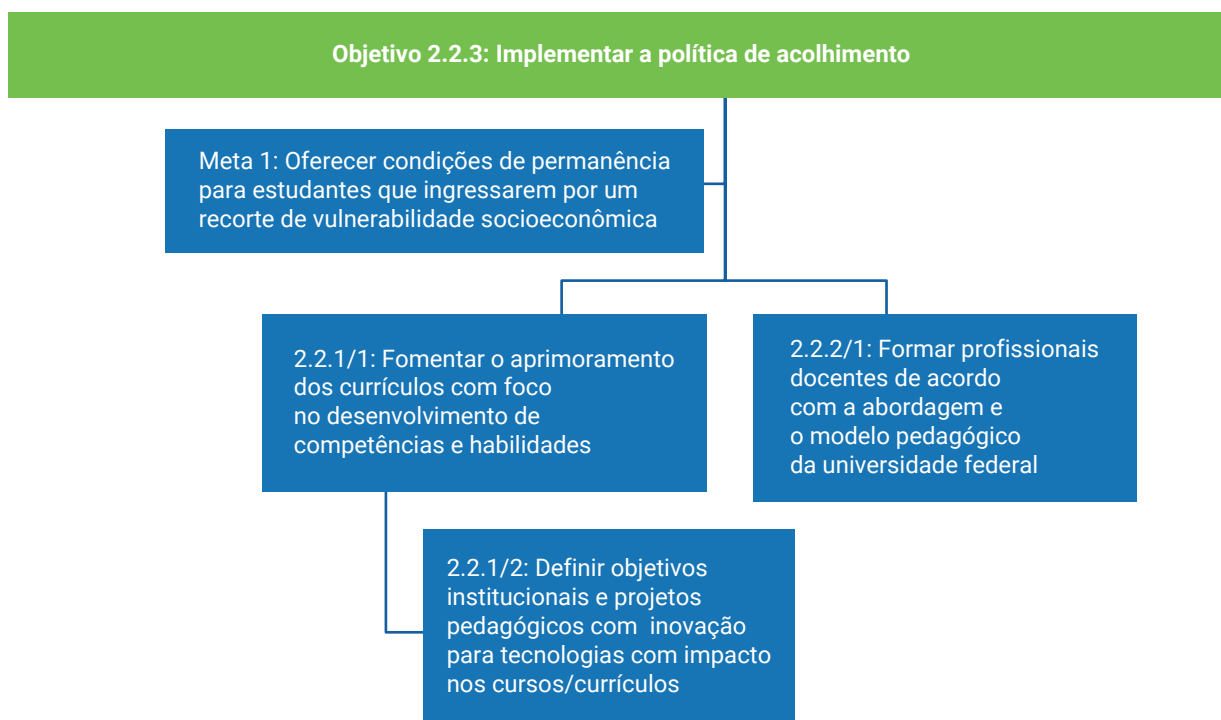 Objetivo 2.2.3: Implementar a política de acolhimento
Meta 1: Oferecer condições de permanência
para estudantes que ingressarem por um
recorte de vulnerabilidade socioeconômica
2.2.1/1: Fomentar o aprimoramento
dos currículos com foco
no desenvolvimento de
competências e habilidades
2.2.2/1: Formar profissionais
docentes de acordo
com a abordagem e
o modelo pedagógico
da universidade federal
2.2.1/2: Definir objetivos
institucionais e projetos
pedagógicos com inovação
para tecnologias com impacto
nos cursos/currículos